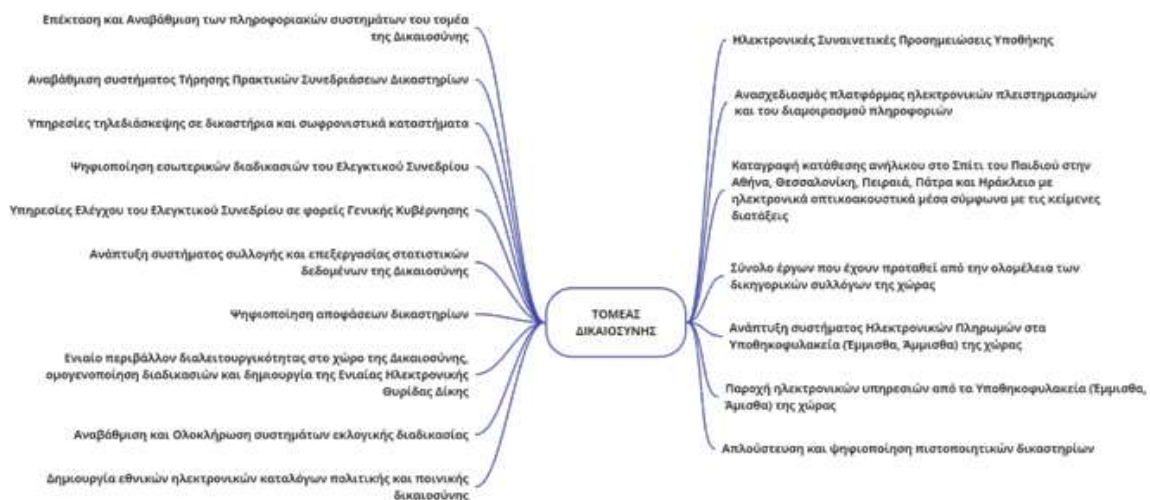 Επέκταση και Αναβάθμιση των πληροφοριακών συστημάτων του τομέα
της Δικαιοσύνης
Αναβάθμιση συστήματος Τήρησης Πρακτικών Συνεδριάσεων Δικαστηρίων
Υπηρεσίες τηλεδιάσκεψης σε δικαστήρια και σωφρονιστικά καταστήματα
Ψηφιοποίηση εσωτερικών διαδικασιών του Ελεγκτικού Συνεδρίου
Υπηρεσίες Ελέγχου του Ελεγκτικού Συνεδρίου σε φορείς Γενικής Κυβέρνησης
Ανάπτυξη συστήματος συλλογής και επεξεργασίας στατιστικών
δεδομένων της Δικαιοσύνης
Ψηφιοποίηση αποφάσεων δικαστηρίων
Ενιαίο περιβάλλον διαλειτουργικότητας στο χώρο της Δικαιοσύνης,
ομογενοποίηση διαδικασιών και δημιουργία της Ενιαίας Ηλεκτρονικής
Θυρίδας Δίκης
Αναβάθμιση και Ολοκλήρωση συστημάτων εκλογικής διαδικασίας
Δημιουργία εθνικών ηλεκτρονικών καταλόγων πολιτικής και ποινικής
δικαιοσύνης
ΤΟΜΕΑΣ
ΔΙΚΑΙΟΣΥΝΗΣ
Ηλεκτρονικές Συναινετικές Προσημειώσεις Υποθήκης
Ανασχεδιασμός πλατφόρμας ηλεκτρονικών πλειστηριασμών
και του διαμοιρασμού πληροφοριών
Καταγραφή κατάθεσης ανήλικου στο Σπίτι του Παιδιού στην
Αθήνα, Θεσσαλονίκη, Πειραιά, Πάτρα και Ηράκλειο με
ηλεκτρονικά οπτικοακουστικά μέσα σύμφωνα με τις κείμενες
διατάξεις
Σύνολο έργων που έχουν προταθεί από την ολομέλεια των
δικηγορικών συλλόγων της χώρας
Ανάπτυξη συστήματος Ηλεκτρονικών Πληρωμών στα
Υποθηκοφυλακεία (Έμμισθα, Άμμισθα) της χώρας
Παροχή ηλεκτρονικών υπηρεσιών από τα Υποθηκοφυλακεία (Έμμισθα,
Άμισθα) της χώρας
Απλούστευση και ψηφιοποίηση πιστοποιητικών δικαστηρίων